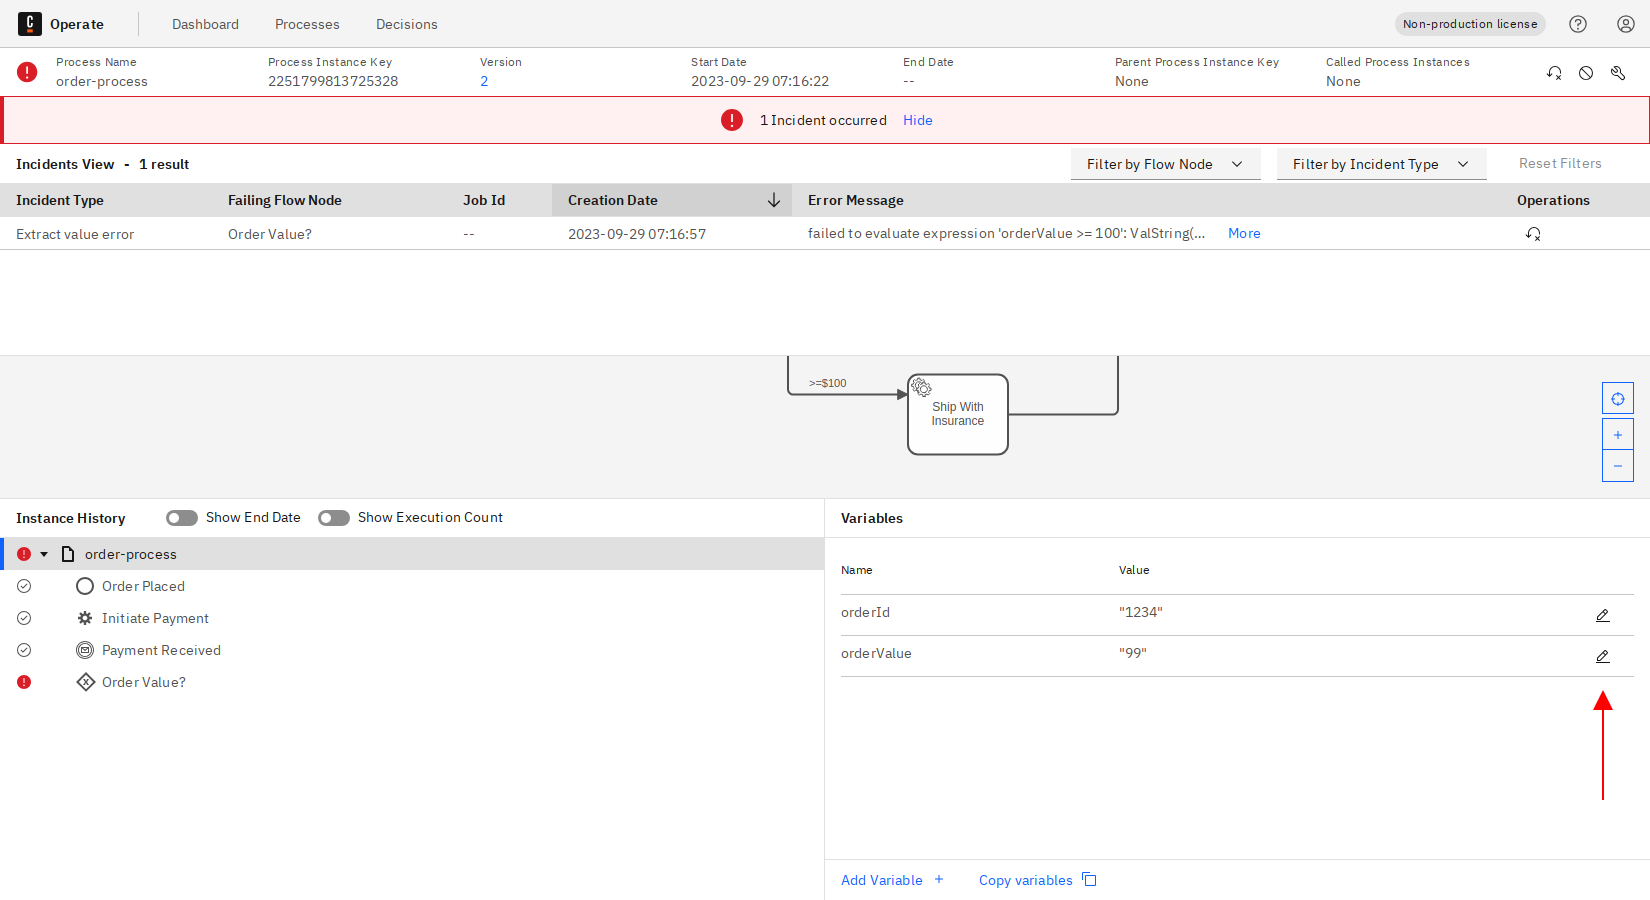 C Operate Dashboard Processes Decisions Non-production license
Process Name Process Instance Key Version Start Date End Date Parent Process Instance Key Called Process Instances
order-process 2251799813725328 2 2023-09-29 07:16:22 -- None None
1 Incident occurred Hide
Incidents View - 1 result Filter by Flow Node Filter by Incident Type Reset Filters
Incident Type Failing Flow Node Job Id Creation Date Error Message Operations
Extract value error Order Value? -- 2023-09-29 07:16:57 failed to evaluate expression 'orderValue >= 100': ValString(... More
>=$100
Ship With
Insurance
Instance History Show End Date Show Execution Count
order-process
Order Placed
Initiate Payment
Payment Received
Order Value?
Variables
Name Value
orderId "1234"
orderValue "99"
Add Variable + Copy variables